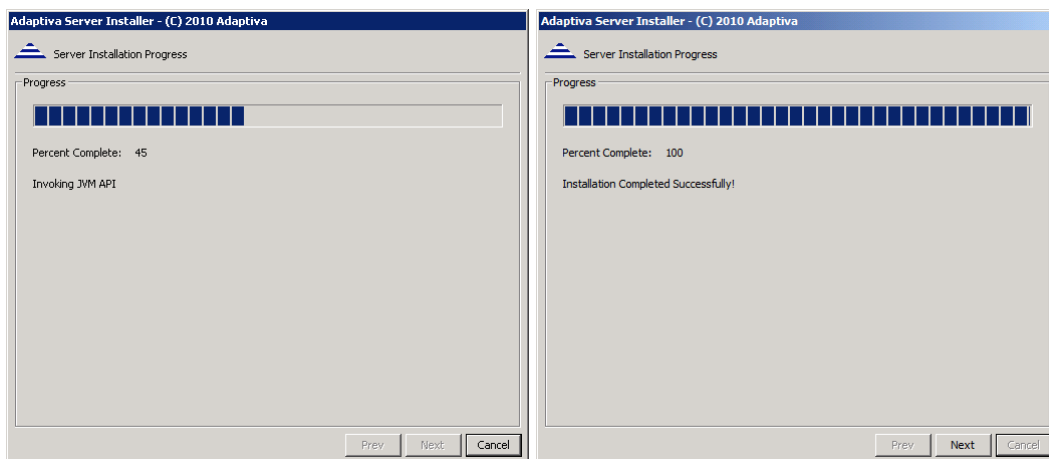 Adaptiva Server Installer - (C) 2010 Adaptiva
Server Installation Progress
Progress
Percent Complete: 45
Invoking JVM API
Prev Next Cancel
Adaptiva Server Installer - (C) 2010 Adaptiva
Server Installation Progress
Progress
Percent Complete: 100
Installation Completed Successfully!
Prev Next Cancel